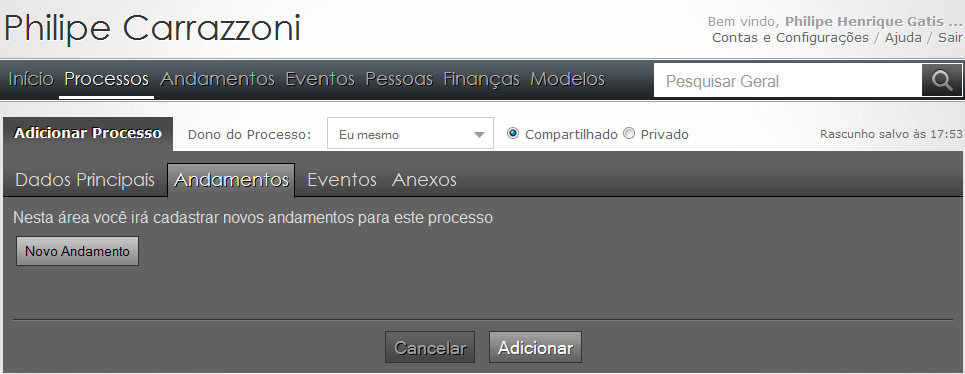 Philipe Carrazzoni
Bem vindo, Philipe Henrique Gatis ...
Contas e Configurações / Ajuda / Sair
Início Processos Andamentos Eventos Pessoas Finanças Modelos Pesquisar Geral
Adicionar Processo Dono do Processo: Eu mesmo Compartilhado Privado Rascunho salvo às 17:53
Dados Principais Andamentos Eventos Anexos
Nesta área você irá cadastrar novos andamentos para este processo
Novo Andamento
Cancelar Adicionar